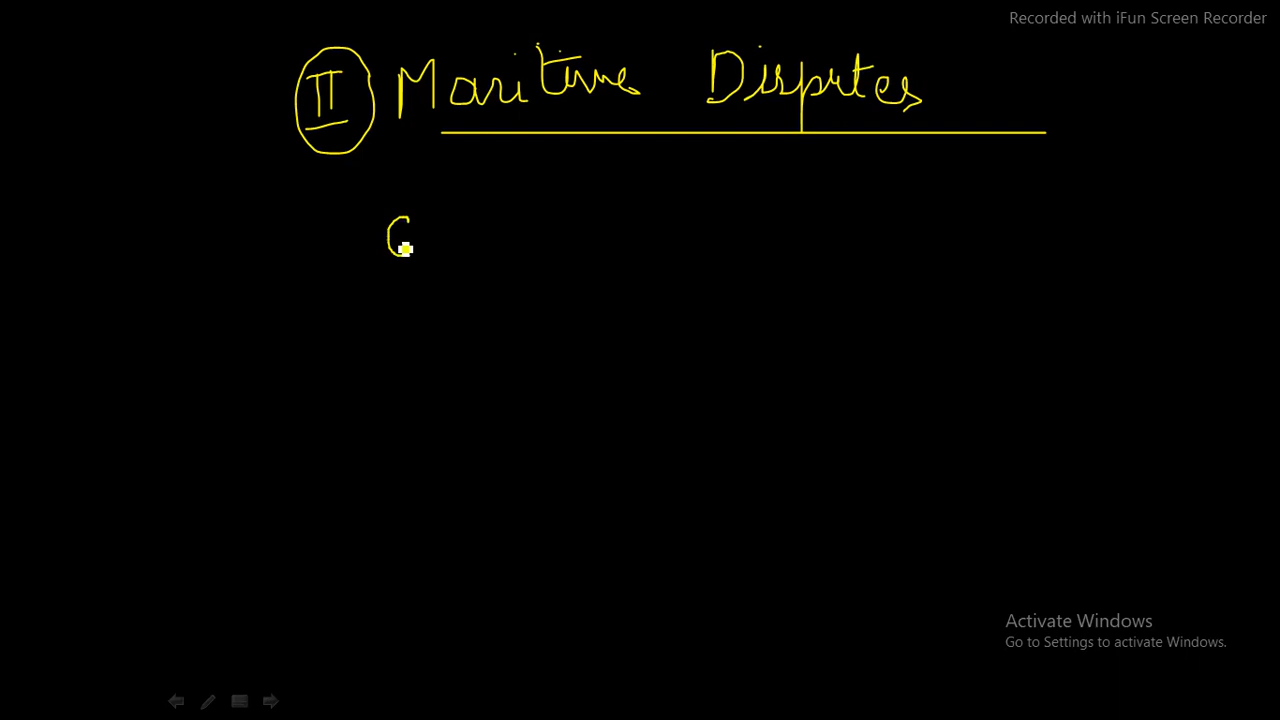 Recorded with iFun Screen Recorder
II Maritime Disputes
C
Activate Windows
Go to Settings to activate Windows.